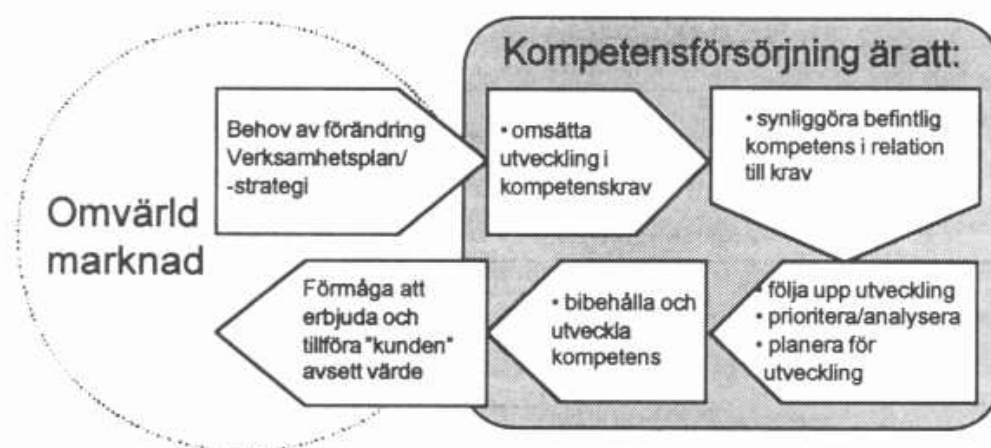 Kompetensförsörjning är att:
Omvärld
marknad
Behov av förändring
Verksamhetsplan/
-strategi
• omsätta
utveckling i
kompetenskrav
• synliggöra befintlig
kompetens i relation
till krav
• följa upp utveckling
• prioritera/analysera
• planera för
utveckling
• bibehålla och
utveckla
kompetens
Förmåga att
erbjuda och
tillföra "kunden"
avsett värde